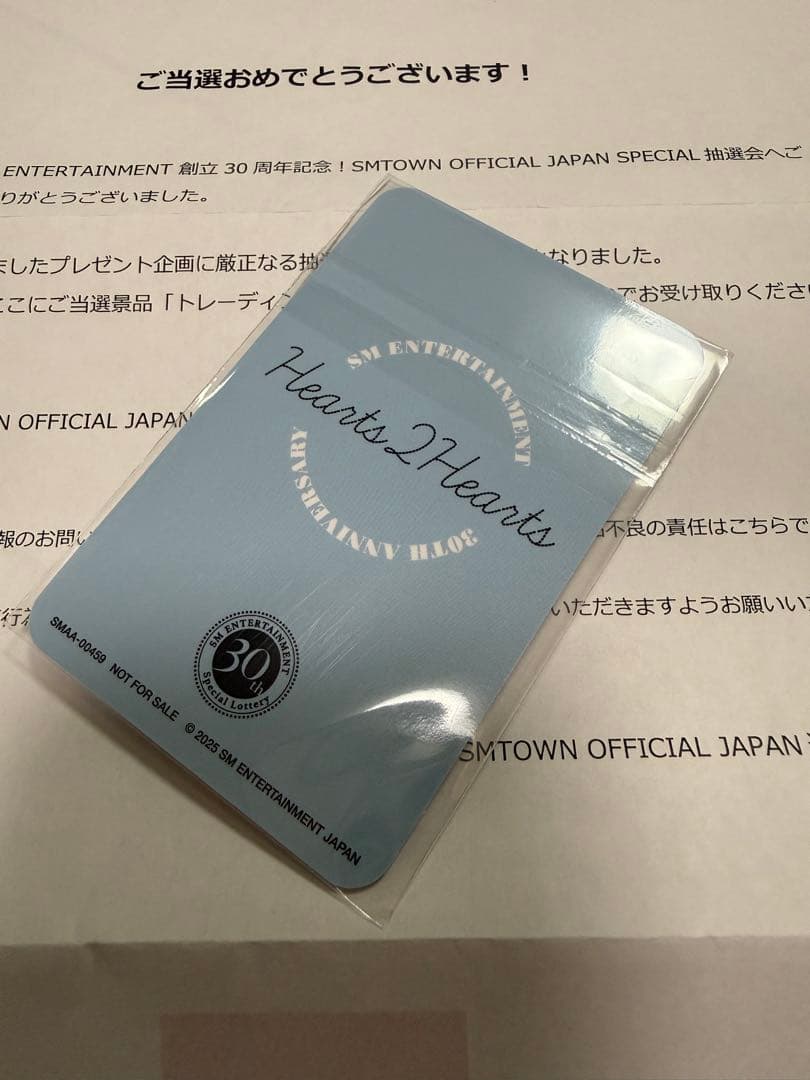 ご当選おめでとうございます！
ENTERTAINMENT 創立 30 周年記念！SMTOWN OFFICIAL JAPAN SPECIAL 抽選会へご
りがとうございました。
ましたプレゼント企画に厳正なる抽 なりました。
ここにご当選景品「トレーディン でお受け取りくださ
SM ENTERTAINMENT
Hearts2Hearts
30TH ANNIVERSARY
N OFFICIAL JAPAN
報のお問い 不良の責任はこちらで
行為 いただきますようお願いい
SM ENTERTAINMENT
30th
Special Lottery
SMAA-00459 NOT FOR SALE © 2025 SM ENTERTAINMENT JAPAN
SMTOWN OFFICIAL JAPAN